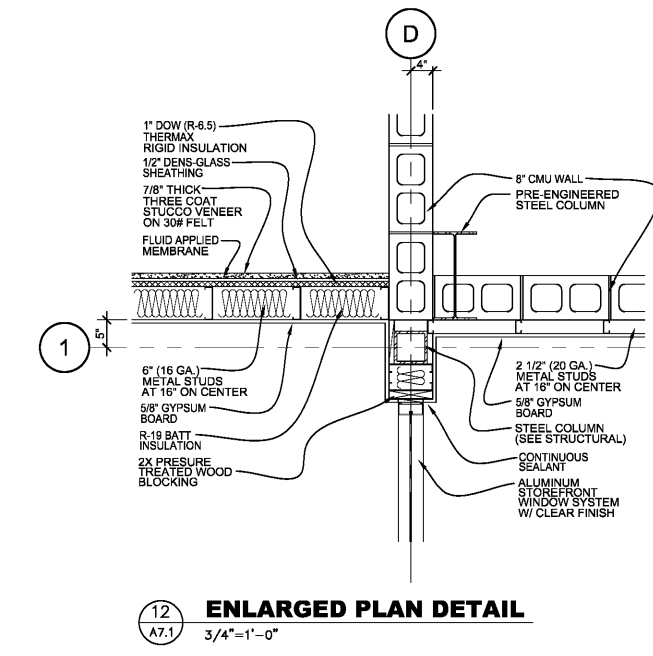 D
4"
1" DOW (R-6.5)
THERMAX
RIGID INSULATION
1/2" DENS-GLASS
SHEATHING
7/8" THICK
THREE COAT
STUCCO VENEER
ON 30# FELT
FLUID APPLIED
MEMBRANE
8" CMU WALL
PRE-ENGINEERED
STEEL COLUMN
5"
1
6" (16 GA.)
METAL STUDS
AT 16" ON CENTER
5/8" GYPSUM
BOARD
R-19 BATT
INSULATION
2X PRESURE
TREATED WOOD
BLOCKING
2 1/2" (20 GA.)
METAL STUDS
AT 16" ON CENTER
5/8" GYPSUM
BOARD
STEEL COLUMN
(SEE STRUCTURAL)
CONTINUOUS
SEALANT
ALUMINUM
STOREFRONT
WINDOW SYSTEM
W/ CLEAR FINISH
12
A7.1
ENLARGED PLAN DETAIL
3/4"=1'-0"